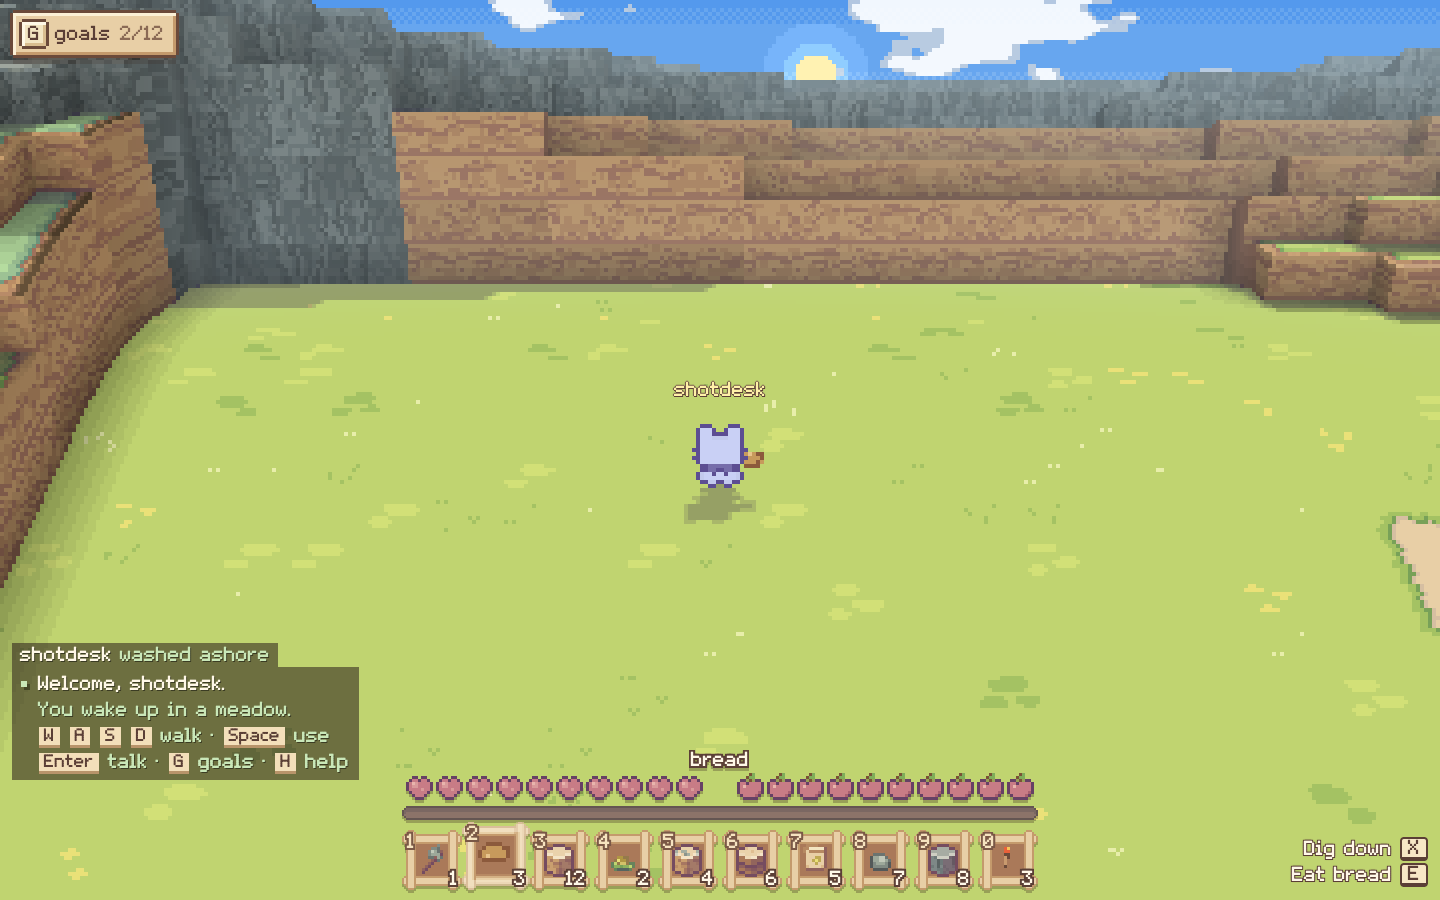 G goals 2/12
shotdesk
shotdesk washed ashore
Welcome, shotdesk.
You wake up in a meadow.
W A S D walk · Space use
Enter talk · G goals · H help
bread
1 2 3 4 5 6 7 8 9 0
1 3 12 2 4 6 5 7 8 3
Dig down X
Eat bread E